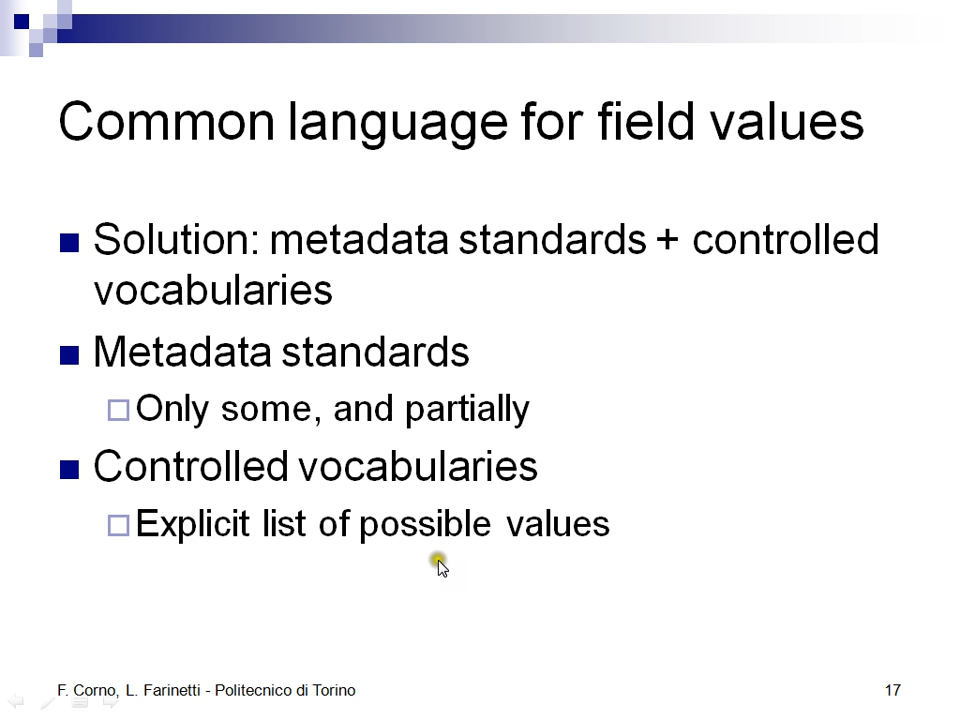 Common language for field values
Solution: metadata standards + controlled
vocabularies
Metadata standards
Only some, and partially
Controlled vocabularies
Explicit list of possible values
F. Corno, L. Farinetti - Politecnico di Torino
17